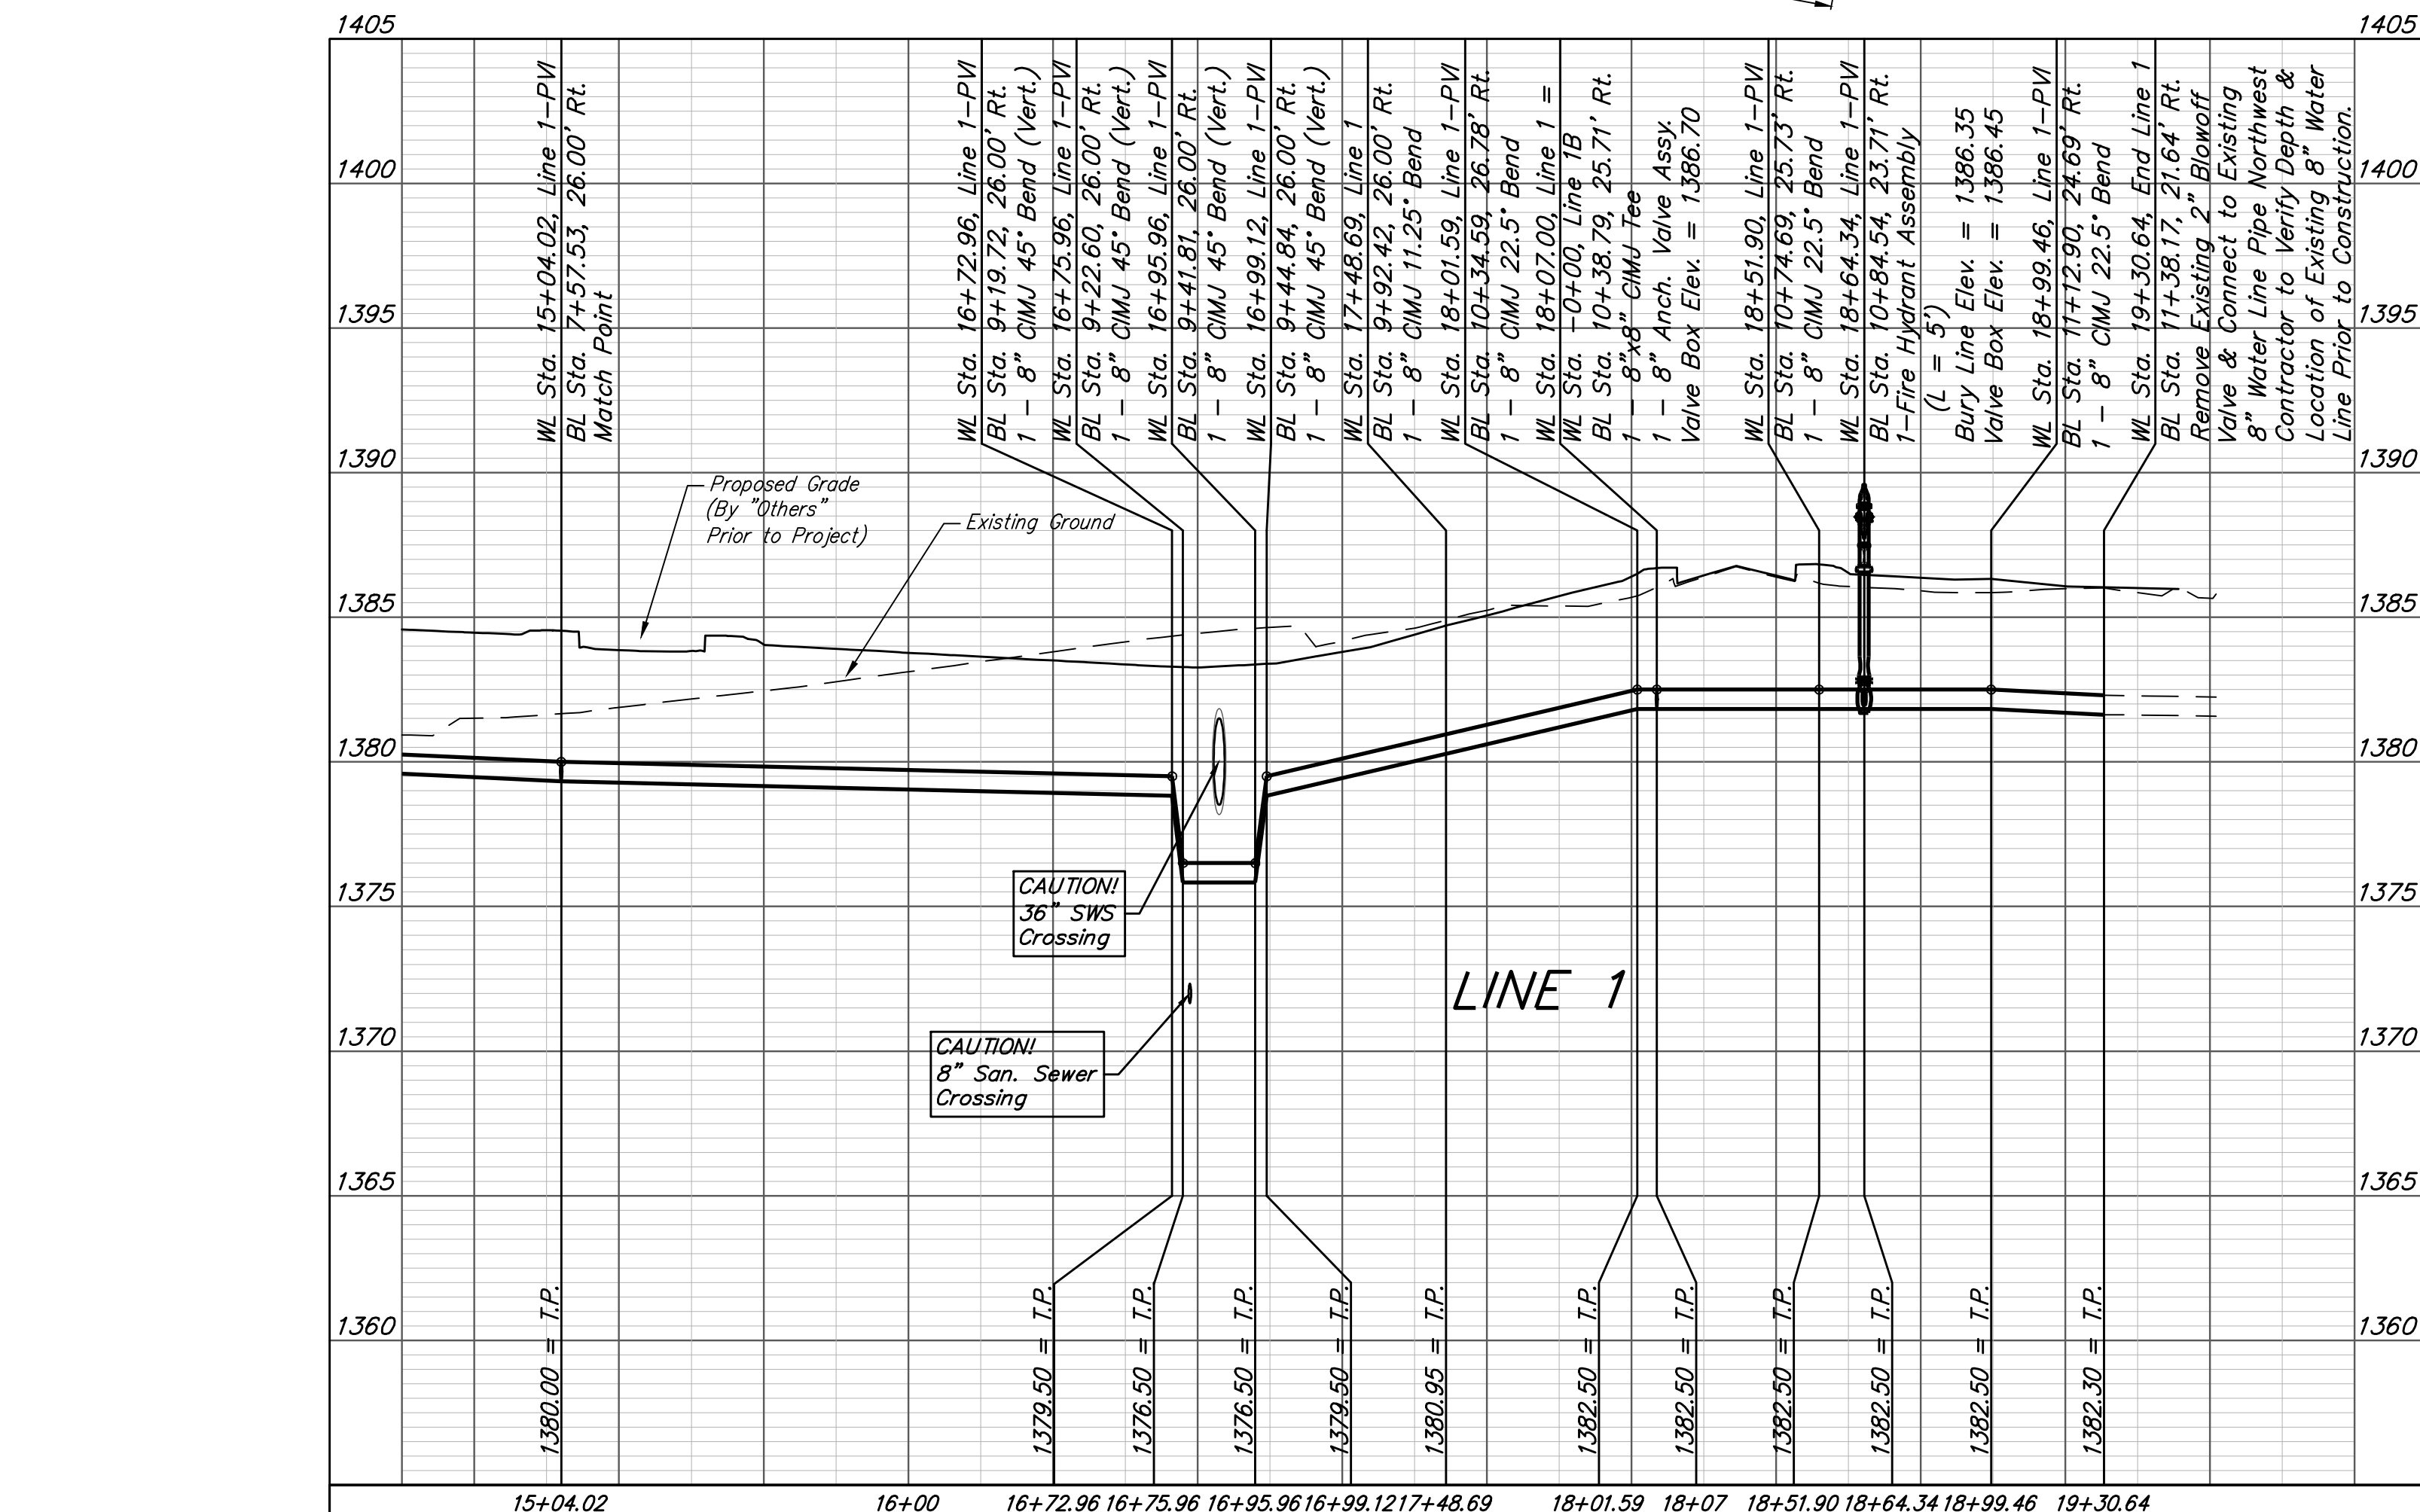 1405
1405
WL Sta. 15+04.02, Line 1-PVI
BL Sta. 7+57.53, 26.00' Rt.
Match Point
WL Sta. 16+72.96, Line 1-PVI
BL Sta. 9+19.72, 26.00' Rt.
1 - 8" CIMJ 45° Bend (Vert.)
WL Sta. 16+75.96, Line 1-PVI
BL Sta. 9+22.60, 26.00' Rt.
1 - 8" CIMJ 45° Bend (Vert.)
WL Sta. 16+95.96, Line 1-PVI
BL Sta. 9+41.81, 26.00' Rt.
1 - 8" CIMJ 45° Bend (Vert.)
WL Sta. 16+99.12, Line 1-PVI
BL Sta. 9+44.84, 26.00' Rt.
1 - 8" CIMJ 45° Bend (Vert.)
WL Sta. 17+48.69, Line 1
BL Sta. 9+92.42, 26.00' Rt.
1 - 8" CIMJ 11.25° Bend
WL Sta. 18+01.59, Line 1-PVI
BL Sta. 10+34.59, 26.78' Rt.
1 - 8" CIMJ 22.5° Bend
WL Sta. 18+07.00, Line 1 =
WL Sta. -0+00, Line 1B
BL Sta. 10+38.79, 25.71' Rt.
1 - 8"x8" CIMJ Tee
1 - 8" Anch. Valve Assy.
Valve Box Elev. = 1386.70
WL Sta. 18+51.90, Line 1-PVI
BL Sta. 10+74.69, 25.73' Rt.
1 - 8" CIMJ 22.5° Bend
WL Sta. 18+64.34, Line 1-PVI
BL Sta. 10+84.54, 23.71' Rt.
1-Fire Hydrant Assembly
(L = 5')
Bury Line Elev. = 1386.35
Valve Box Elev. = 1386.45
WL Sta. 18+99.46, Line 1-PVI
BL Sta. 11+12.90, 24.69' Rt.
1 - 8" CIMJ 22.5° Bend
WL Sta. 19+30.64, End Line 1
BL Sta. 11+38.17, 21.64' Rt.
Remove Existing 2" Blowoff
Valve & Connect to Existing
8" Water Line Pipe Northwest
Contractor to Verify Depth &
Location of Existing 8" Water
Line Prior to Construction.
1400
1400
1395
1395
1390
1390
Proposed Grade
(By "Others"
Prior to Project)
Existing Ground
1385
1385
1380
1380
CAUTION!
36" SWS
Crossing
1375
1375
LINE 1
CAUTION!
8" San. Sewer
Crossing
1370
1370
1365
1365
1360
1360
1380.00 = T.P.
1379.50 = T.P.
1376.50 = T.P.
1376.50 = T.P.
1379.50 = T.P.
1380.95 = T.P.
1382.50 = T.P.
1382.50 = T.P.
1382.50 = T.P.
1382.50 = T.P.
1382.50 = T.P.
1382.30 = T.P.
15+04.02 16+00 16+72.96 16+75.96 16+95.96 16+99.12 17+48.69 18+01.59 18+07 18+51.90 18+64.34 18+99.46 19+30.64